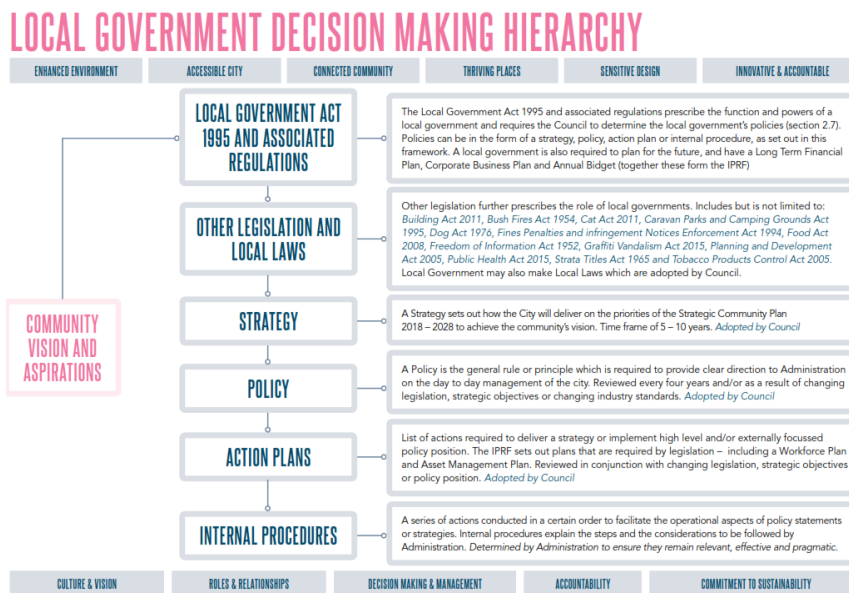 LOCAL GOVERNMENT DECISION MAKING HIERARCHY
ENHANCED ENVIRONMENT
ACCESSIBLE CITY
CONNECTED COMMUNITY
THRIVING PLACES
SENSITIVE DESIGN
INNOVATIVE & ACCOUNTABLE
COMMUNITY
VISION AND
ASPIRATIONS
LOCAL GOVERNMENT ACT
1995 AND ASSOCIATED
REGULATIONS
The Local Government Act 1995 and associated regulations prescribe the function and powers of a
local government and requires the Council to determine the local government's policies (section 2.7).
Policies can be in the form of a strategy, policy, action plan or internal procedure, as set out in this
framework. A local government is also required to plan for the future, and have a Long Term Financial
Plan, Corporate Business Plan and Annual Budget (together these form the IPRF)
OTHER LEGISLATION AND
LOCAL LAWS
Other legislation further prescribes the role of local governments. Includes but is not limited to:
Building Act 2011, Bush Fires Act 1954, Cat Act 2011, Caravan Parks and Camping Grounds Act
1995, Dog Act 1976, Fines Penalties and infringement Notices Enforcement Act 1994, Food Act
2008, Freedom of Information Act 1952, Graffiti Vandalism Act 2015, Planning and Development
Act 2005, Public Health Act 2015, Strata Titles Act 1965 and Tobacco Products Control Act 2005.
Local Government may also make Local Laws which are adopted by Council.
STRATEGY
A Strategy sets out how the City will deliver on the priorities of the Strategic Community Plan
2018 – 2028 to achieve the community's vision. Time frame of 5 – 10 years. Adopted by Council
POLICY
A Policy is the general rule or principle which is required to provide clear direction to Administration
on the day to day management of the city. Reviewed every four years and/or as a result of changing
legislation, strategic objectives or changing industry standards. Adopted by Council
ACTION PLANS
List of actions required to deliver a strategy or implement high level and/or externally focussed
policy position. The IPRF sets out plans that are required by legislation – including a Workforce Plan
and Asset Management Plan. Reviewed in conjunction with changing legislation, strategic objectives
or policy position. Adopted by Council
INTERNAL PROCEDURES
A series of actions conducted in a certain order to facilitate the operational aspects of policy statements
or strategies. Internal procedures explain the steps and the considerations to be followed by
Administration. Determined by Administration to ensure they remain relevant, effective and pragmatic.
CULTURE & VISION
ROLES & RELATIONSHIPS
DECISION MAKING & MANAGEMENT
ACCOUNTABILITY
COMMITMENT TO SUSTAINABILITY